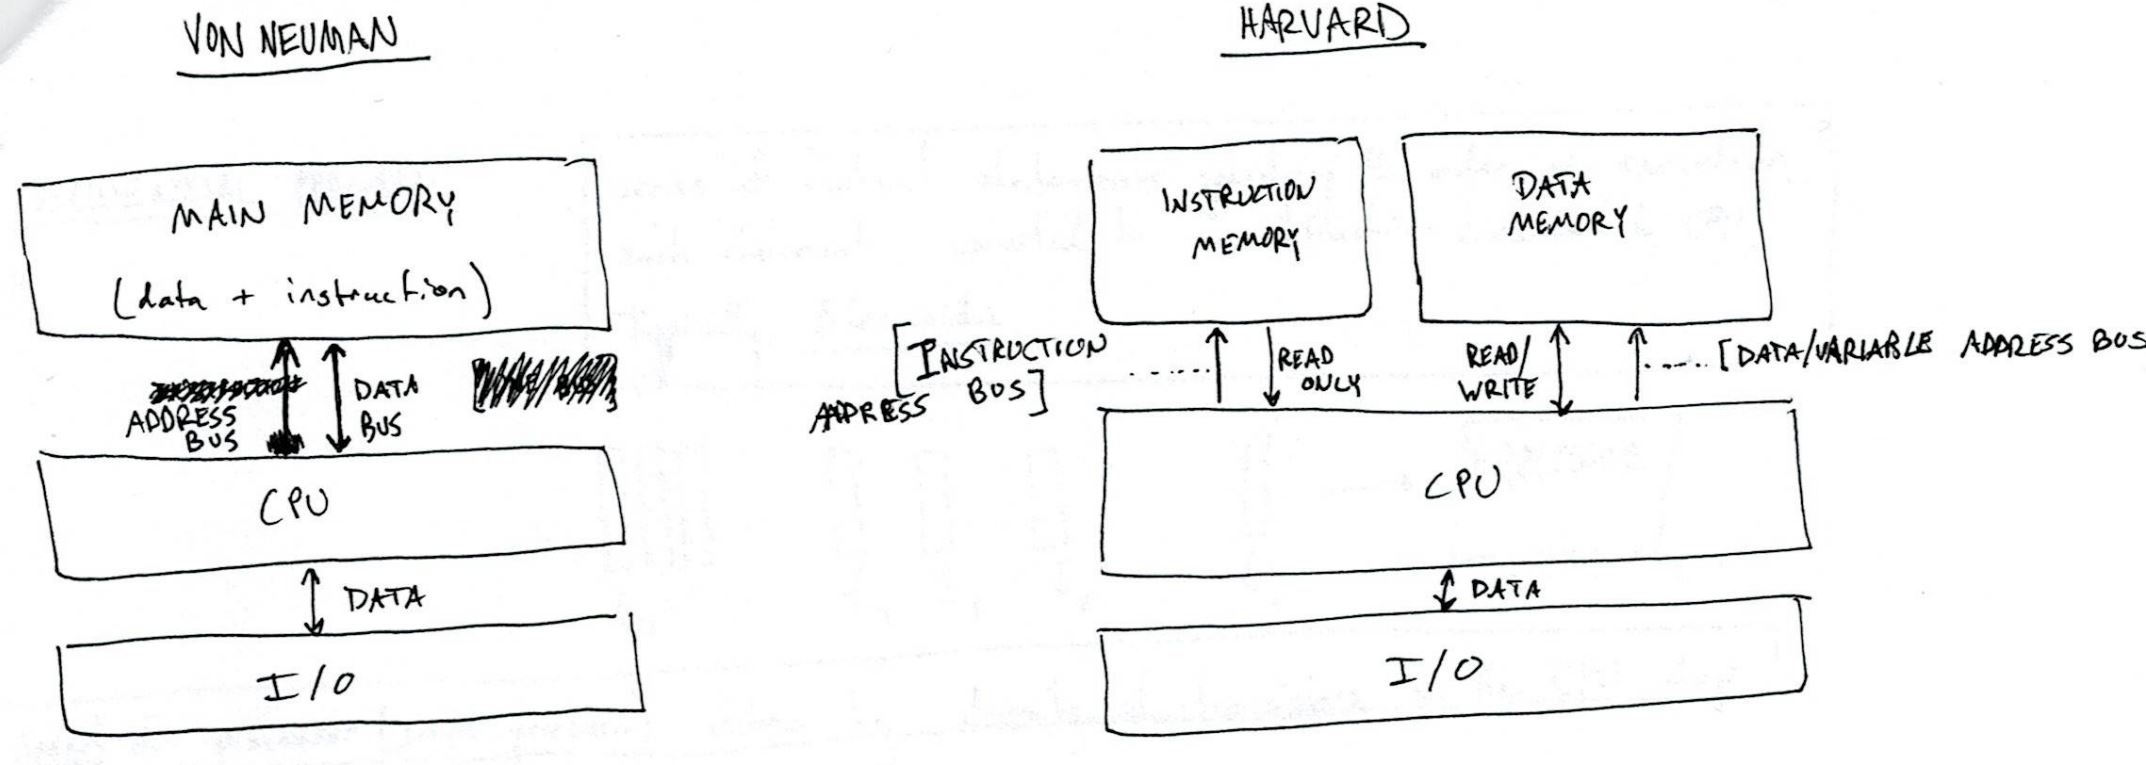 VON NEUMAN
MAIN MEMORY
(data + instruction)
ADDRESS
BUS
DATA
BUS
CPU
DATA
I/O
HARVARD
INSTRUCTION
MEMORY
DATA
MEMORY
[INSTRUCTION
ADDRESS BUS]
READ
ONLY
READ/
WRITE
[DATA/VARIABLE ADDRESS BUS
CPU
DATA
I/O